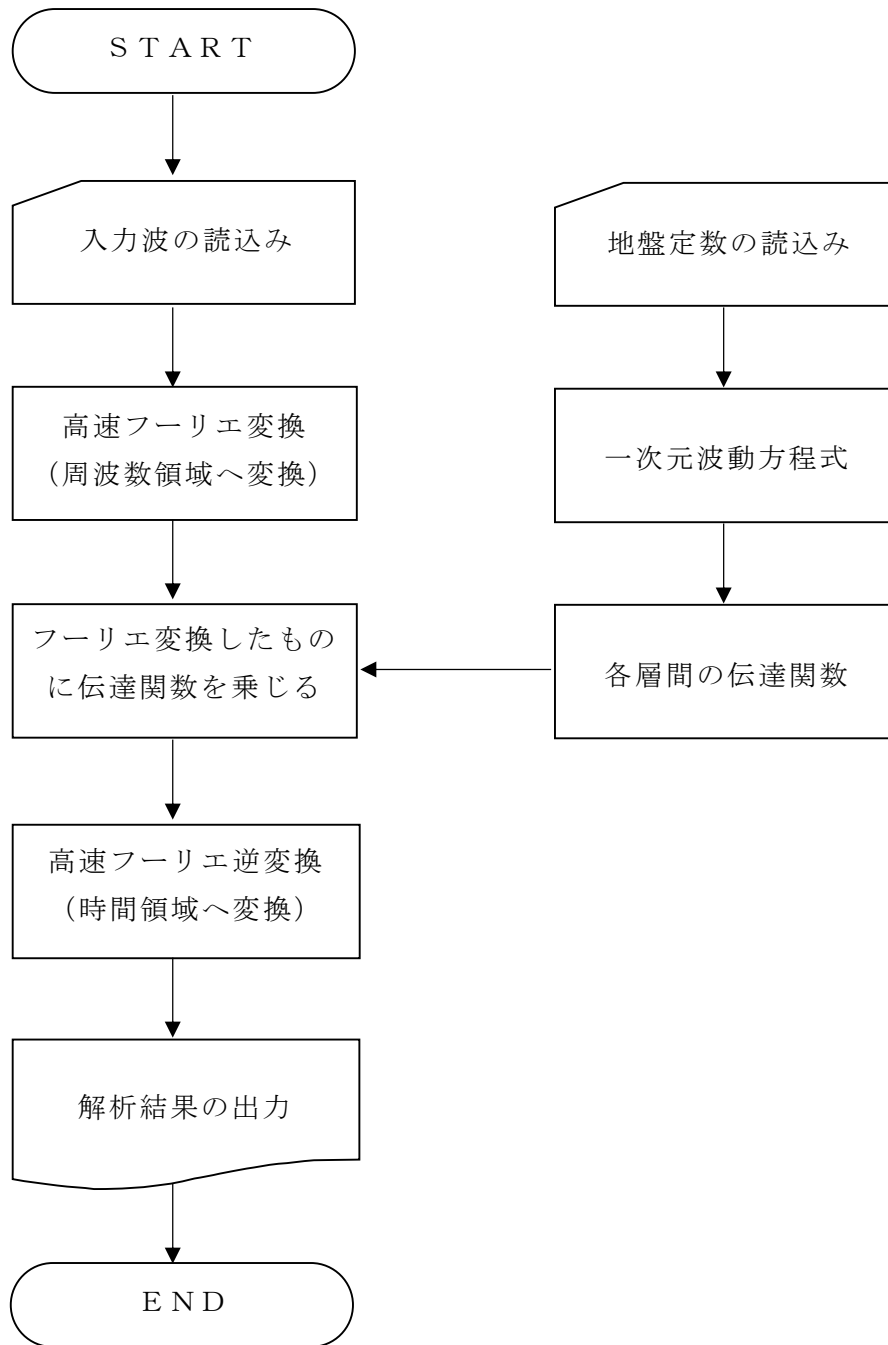 ＳＴＡＲＴ
入力波の読込み
高速フーリエ変換
（周波数領域へ変換）
フーリエ変換したもの
に伝達関数を乗じる
高速フーリエ逆変換
（時間領域へ変換）
解析結果の出力
ＥＮＤ
地盤定数の読込み
一次元波動方程式
各層間の伝達関数